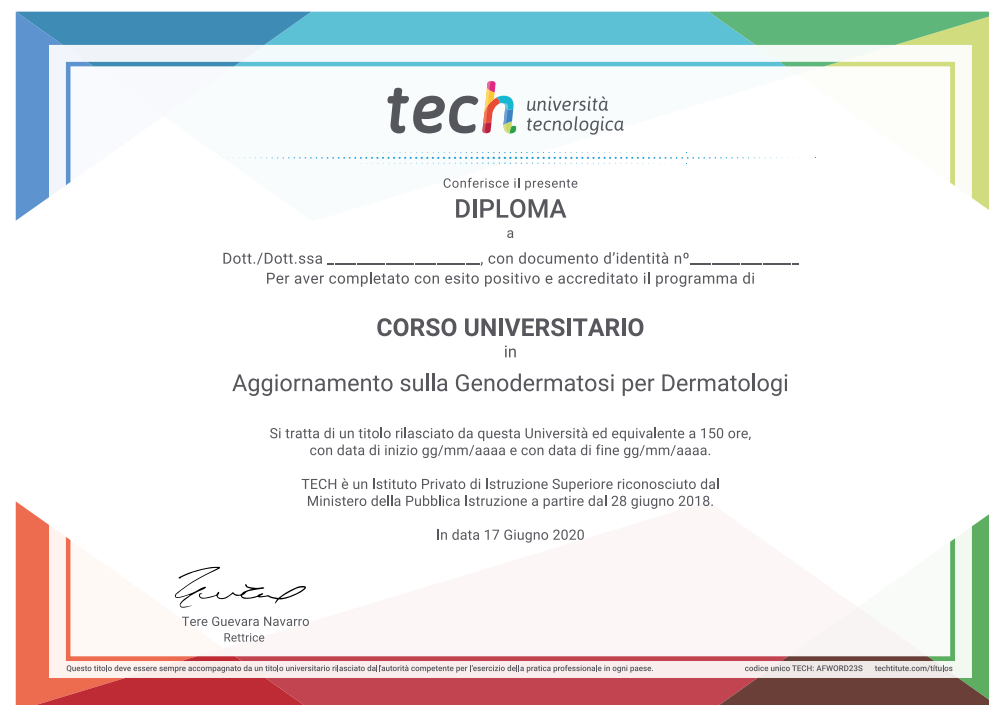 tech università
tecnologica
Conferisce il presente
DIPLOMA
a
Dott./Dott.ssa ____________________, con documento d'identità nº______________
Per aver completato con esito positivo e accreditato il programma di
CORSO UNIVERSITARIO
in
Aggiornamento sulla Genodermatosi per Dermatologi
Si tratta di un titolo rilasciato da questa Università ed equivalente a 150 ore,
con data di inizio gg/mm/aaaa e con data di fine gg/mm/aaaa.
TECH è un Istituto Privato di Istruzione Superiore riconosciuto dal
Ministero della Pubblica Istruzione a partire dal 28 giugno 2018.
In data 17 Giugno 2020
Tere Guevara Navarro
Rettrice
Questo titolo deve essere sempre accompagnato da un titolo universitario rilasciato dall'autorità competente per l'esercizio della pratica professionale in ogni paese.
codice unico TECH: AFWORD23S techtitute.com/títulos